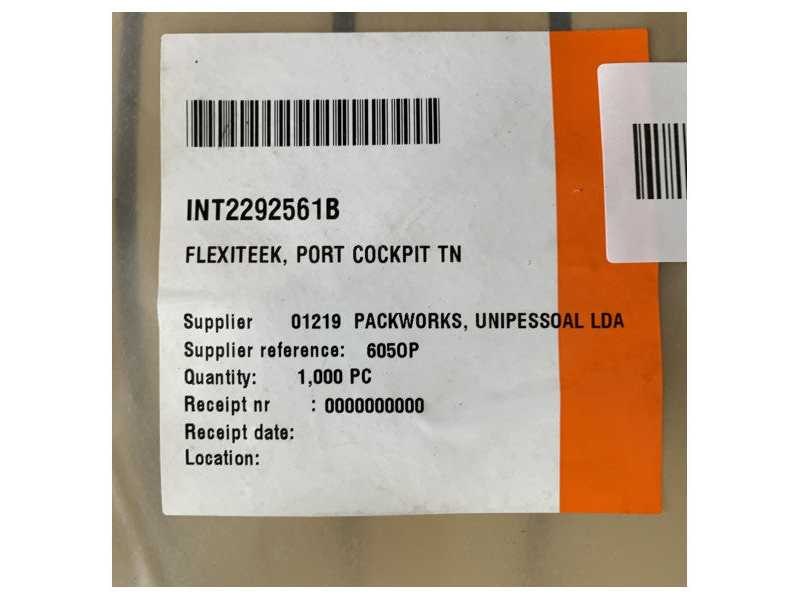 INT2292561B
FLEXITEEK, PORT COCKPIT TN
Supplier 01219 PACKWORKS, UNIPESSOAL LDA
Supplier reference: 6050P
Quantity: 1,000 PC
Receipt nr : 0000000000
Receipt date:
Location: